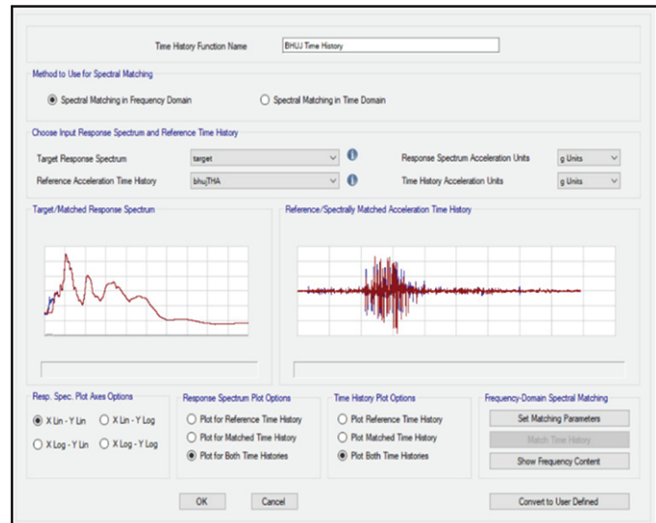 Time History Function Name BHUJ Time History
Method to Use for Spectral Matching
Spectral Matching in Frequency Domain Spectral Matching in Time Domain
Choose Input Response Spectrum and Reference Time History
Target Response Spectrum target Response Spectrum Acceleration Units g Units
Reference Acceleration Time History bhujTHA Time History Acceleration Units g Units
Target/Matched Response Spectrum Reference/Spectrally Matched Acceleration Time History
Resp. Spec. Plot Axes Options Response Spectrum Plot Options Time History Plot Options Frequency-Domain Spectral Matching
X Lin - Y Lin X Lin - Y Log Plot for Reference Time History Plot Reference Time History Set Matching Parameters
X Log - Y Lin X Log - Y Log Plot for Matched Time History Plot Matched Time History Match Time History
Plot for Both Time Histories Plot Both Time Histories Show Frequency Content
OK Cancel Convert to User Defined